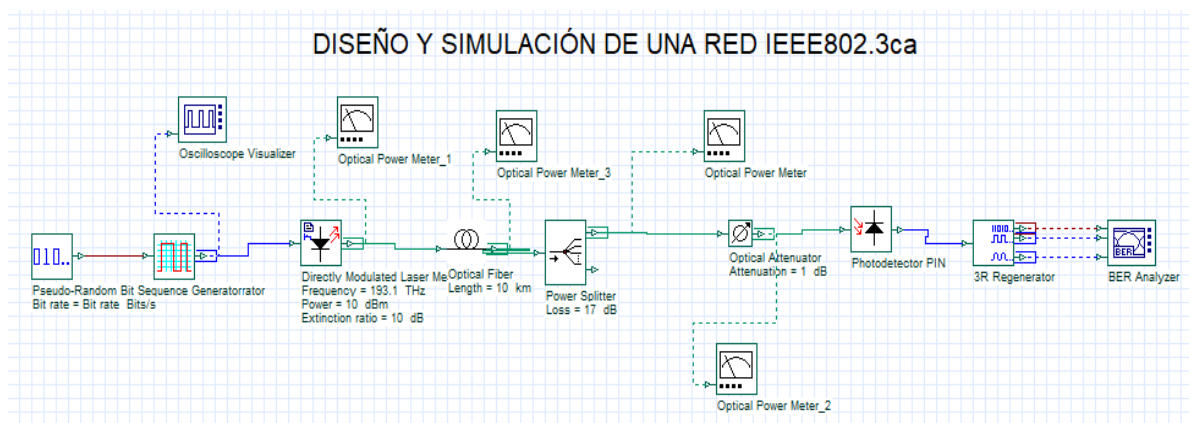 DISEÑO Y SIMULACIÓN DE UNA RED IEEE802.3ca
Oscilloscope Visualizer
Optical Power Meter_1
Optical Power Meter_3
Optical Power Meter
Pseudo-Random Bit Sequence Generatorrator
Bit rate = Bit rate Bits/s
Directly Modulated Laser Me
Frequency = 193.1 THz
Power = 10 dBm
Extinction ratio = 10 dB
Optical Fiber
Length = 10 km
Power Splitter
Loss = 17 dB
Optical Attenuator
Attenuation = 1 dB
Photodetector PIN
3R Regenerator
BER Analyzer
Optical Power Meter_2
010..
BER